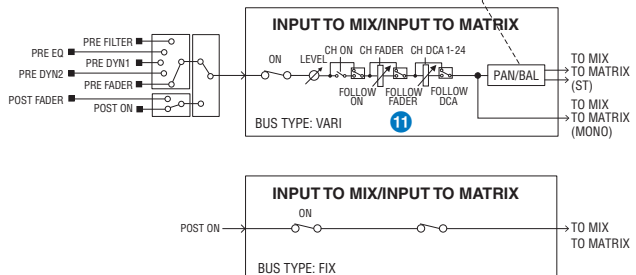 INPUT TO MIX/INPUT TO MATRIX
PRE FILTER
PRE EQ
PRE DYN1
PRE DYN2
PRE FADER
POST FADER
POST ON
ON
LEVEL
CH ON
CH FADER
CH DCA 1-24
FOLLOW ON
FOLLOW FADER
FOLLOW DCA
PAN/BAL
TO MIX
TO MATRIX
(ST)
TO MIX
TO MATRIX
(MONO)
BUS TYPE: VARI
11
INPUT TO MIX/INPUT TO MATRIX
ON
POST ON
TO MIX
TO MATRIX
BUS TYPE: FIX